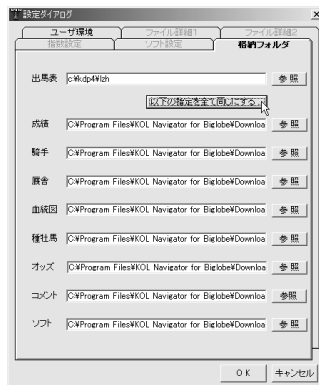 設定ダイアログ
ユーザ環境 ファイル詳細1 ファイル詳細2
指数設定 ソフト設定 格納フォルダ
出馬表 c:¥kdp4¥lzh 参照
以下の指定を全て同じにする
成績 C:¥Program Files¥KOL Navigator for Biglobe¥Downloa 参照
騎手 C:¥Program Files¥KOL Navigator for Biglobe¥Downloa 参照
厩舎 C:¥Program Files¥KOL Navigator for Biglobe¥Downloa 参照
血統図 C:¥Program Files¥KOL Navigator for Biglobe¥Downloa 参照
種牡馬 C:¥Program Files¥KOL Navigator for Biglobe¥Downloa 参照
オッズ C:¥Program Files¥KOL Navigator for Biglobe¥Downloa 参照
コメント C:¥Program Files¥KOL Navigator for Biglobe¥Downloa 参照
ソフト C:¥Program Files¥KOL Navigator for Biglobe¥Downloa 参照
OK キャンセル